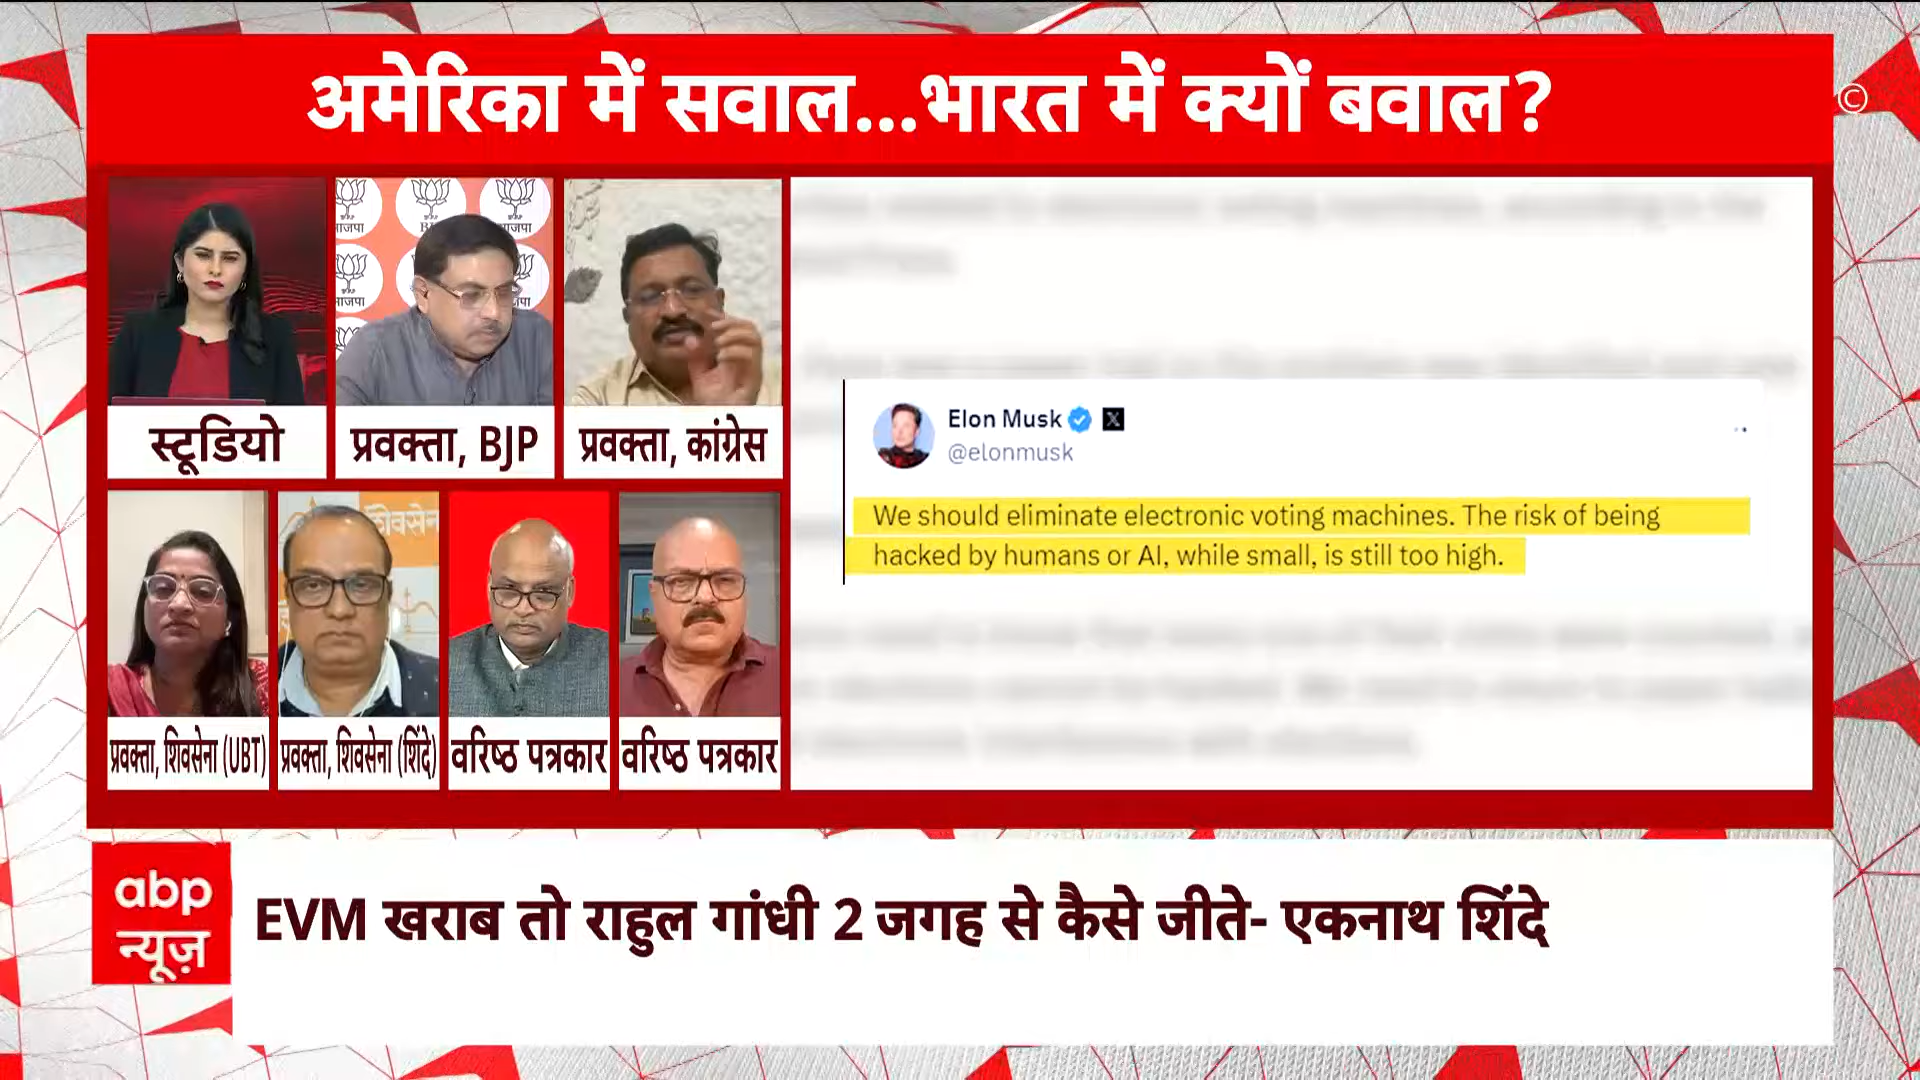 अमेरिका में सवाल...भारत में क्यों बवाल?
©
स्टूडियो
प्रवक्ता, BJP
प्रवक्ता, कांग्रेस
प्रवक्ता, शिवसेना (UBT)
प्रवक्ता, शिवसेना (शिंदे)
वरिष्ठ पत्रकार
वरिष्ठ पत्रकार
Elon Musk
@elonmusk
We should eliminate electronic voting machines. The risk of being
hacked by humans or AI, while small, is still too high.
abp
न्यूज़
EVM खराब तो राहुल गांधी 2 जगह से कैसे जीते- एकनाथ शिंदे